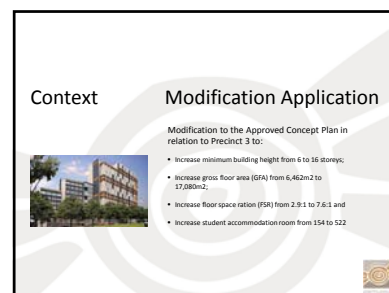 Context
Modification Application
Modification to the Approved Concept Plan in
relation to Precinct 3 to:
• Increase minimum building height from 6 to 16 storeys;
• Increase gross floor area (GFA) from 6,462m2 to
17,080m2;
• Increase floor space ration (FSR) from 2.9:1 to 7.6:1 and
• Increase student accommodation room from 154 to 522